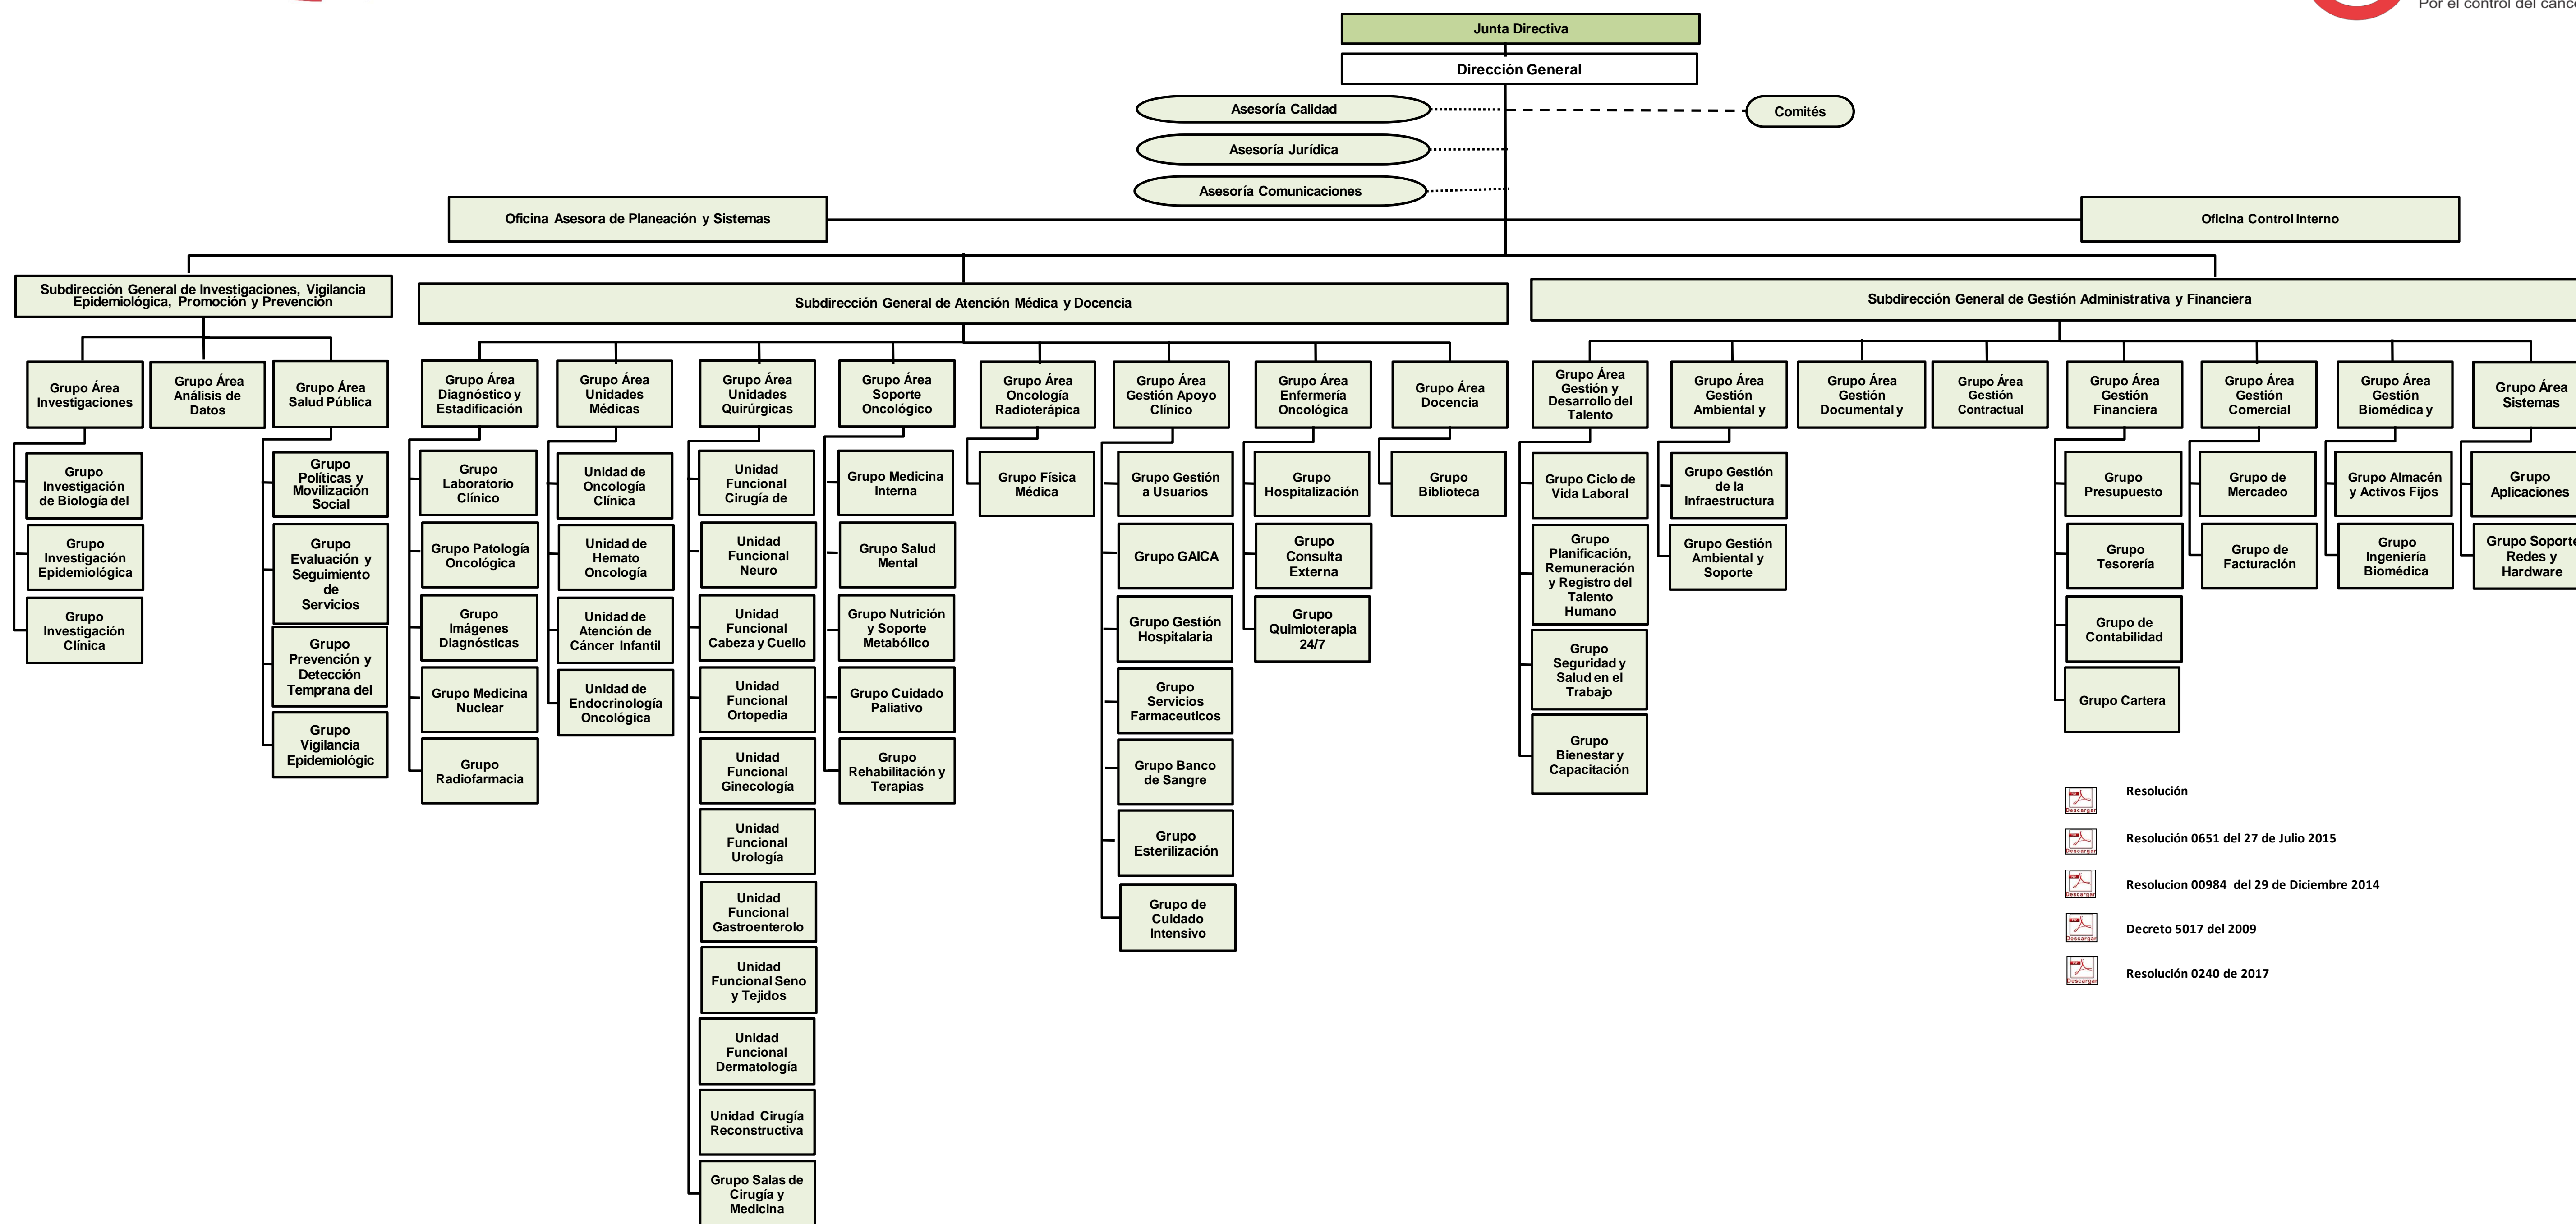 Por el control del cánc
Junta Directiva
Dirección General
Asesoría Calidad
Comités
Asesoría Jurídica
Asesoría Comunicaciones
Oficina Asesora de Planeación y Sistemas
Oficina Control Interno
Subdirección General de Investigaciones, Vigilancia
Epidemiológica, Promoción y Prevención
Subdirección General de Atención Médica y Docencia
Subdirección General de Gestión Administrativa y Financiera
Grupo Área
Investigaciones
Grupo Área
Análisis de
Datos
Grupo Área
Salud Pública
Grupo Área
Diagnóstico y
Estadificación
Grupo Área
Unidades
Médicas
Grupo Área
Unidades
Quirúrgicas
Grupo Área
Soporte
Oncológico
Grupo Área
Oncología
Radioterápica
Grupo Área
Gestión Apoyo
Clínico
Grupo Área
Enfermería
Oncológica
Grupo Área
Docencia
Grupo Área
Gestión y
Desarrollo del
Talento
Grupo Área
Gestión
Ambiental y
Grupo Área
Gestión
Documental y
Grupo Área
Gestión
Contractual
Grupo Área
Gestión
Financiera
Grupo Área
Gestión
Comercial
Grupo Área
Gestión
Biomédica y
Grupo Área
Sistemas
Grupo
Investigación
de Biología del
Grupo
Investigación
Epidemiológica
Grupo
Investigación
Clínica
Grupo
Políticas y
Movilización
Social
Grupo
Evaluación y
Seguimiento
de
Servicios
Grupo
Prevención y
Detección
Temprana del
Grupo
Vigilancia
Epidemiológic
Grupo
Laboratorio
Clínico
Grupo Patología
Oncológica
Grupo
Imágenes
Diagnósticas
Grupo Medicina
Nuclear
Grupo
Radiofarmacia
Unidad de
Oncología
Clínica
Unidad de
Hemato
Oncología
Unidad de
Atención de
Cáncer Infantil
Unidad de
Endocrinología
Oncológica
Unidad
Funcional
Cirugía de
Unidad
Funcional
Neuro
Unidad
Funcional
Cabeza y Cuello
Unidad
Funcional
Ortopedia
Unidad
Funcional
Ginecología
Unidad
Funcional
Urología
Unidad
Funcional
Gastroenterolo
Unidad
Funcional Seno
y Tejidos
Unidad
Funcional
Dermatología
Unidad Cirugía
Reconstructiva
Grupo Salas de
Cirugía y
Medicina
Grupo Medicina
Interna
Grupo Salud
Mental
Grupo Nutrición
y Soporte
Metabólico
Grupo Cuidado
Paliativo
Grupo
Rehabilitación y
Terapias
Grupo Física
Médica
Grupo Gestión
a Usuarios
Grupo GAICA
Grupo Gestión
Hospitalaria
Grupo
Servicios
Farmaceuticos
Grupo Banco
de Sangre
Grupo
Esterilización
Grupo de
Cuidado
Intensivo
Grupo
Hospitalización
Grupo
Consulta
Externa
Grupo
Quimioterapia
24/7
Grupo
Biblioteca
Grupo Ciclo de
Vida Laboral
Grupo
Planificación,
Remuneración
y Registro del
Talento
Humano
Grupo
Seguridad y
Salud en el
Trabajo
Grupo
Bienestar y
Capacitación
Grupo Gestión
de la
Infraestructura
Grupo Gestión
Ambiental y
Soporte
Grupo
Presupuesto
Grupo
Tesorería
Grupo de
Contabilidad
Grupo Cartera
Grupo de
Mercadeo
Grupo de
Facturación
Grupo Almacén
y Activos Fijos
Grupo
Ingeniería
Biomédica
Grupo
Aplicaciones
Grupo Soporte
Redes y
Hardware
Descargar
Resolución
Descargar
Resolución 0651 del 27 de Julio 2015
Descargar
Resolucion 00984 del 29 de Diciembre 2014
Descargar
Decreto 5017 del 2009
Descargar
Resolución 0240 de 2017